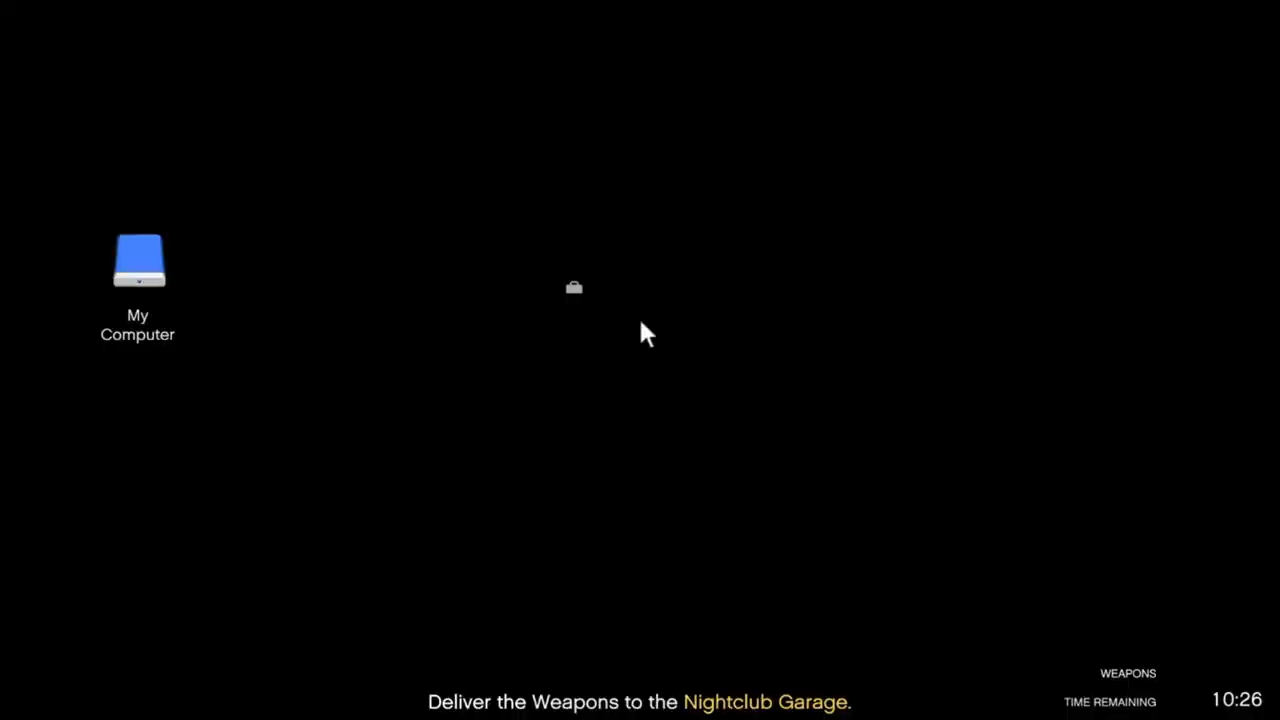 My
Computer
WEAPONS
Deliver the Weapons to the Nightclub Garage.
TIME REMAINING 10:26